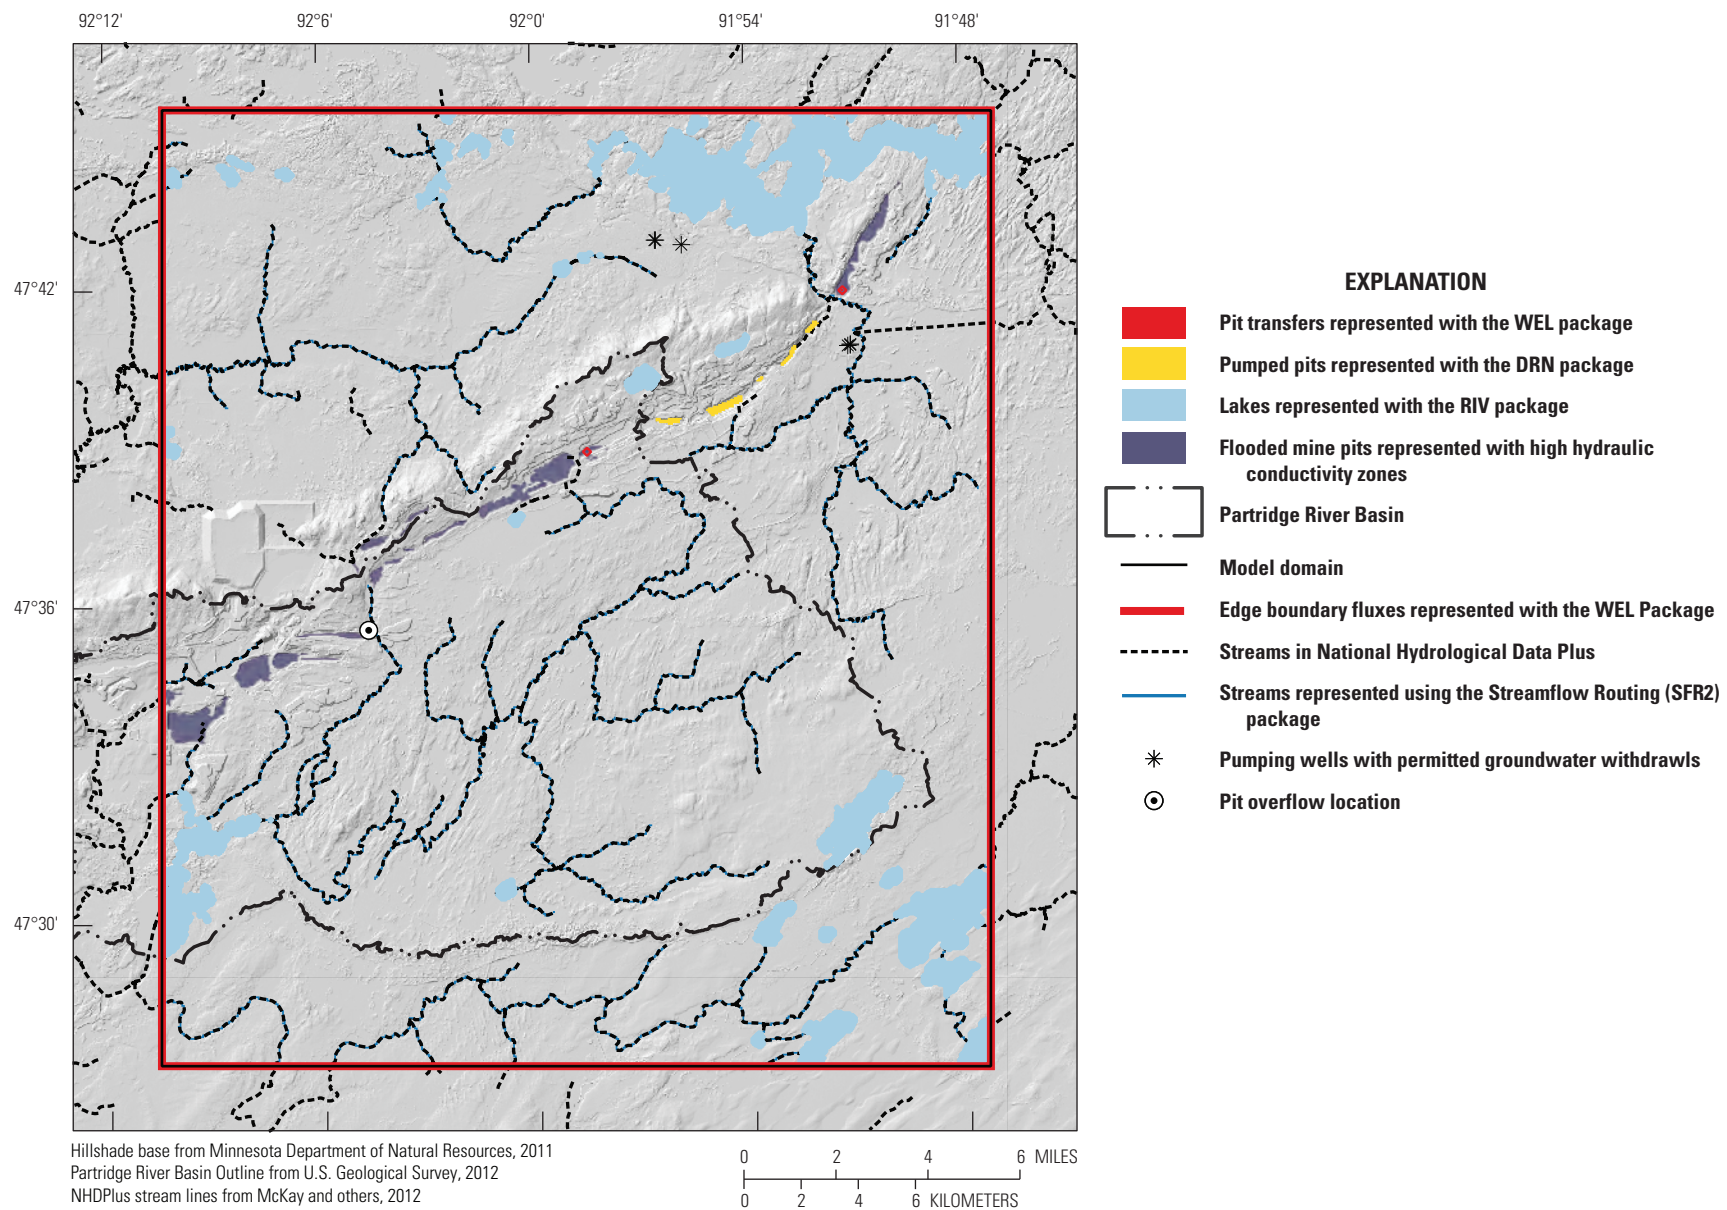 92°12' 92°6' 92°0' 91°54' 91°48'
47°42'
47°36'
47°30'
EXPLANATION
Pit transfers represented with the WEL package
Pumped pits represented with the DRN package
Lakes represented with the RIV package
Flooded mine pits represented with high hydraulic
conductivity zones
Partridge River Basin
Model domain
Edge boundary fluxes represented with the WEL Package
Streams in National Hydrological Data Plus
Streams represented using the Streamflow Routing (SFR2)
package
Pumping wells with permitted groundwater withdrawls
Pit overflow location
Hillshade base from Minnesota Department of Natural Resources, 2011
Partridge River Basin Outline from U.S. Geological Survey, 2012
NHDPlus stream lines from McKay and others, 2012
0 2 4 6 MILES
0 2 4 6 KILOMETERS